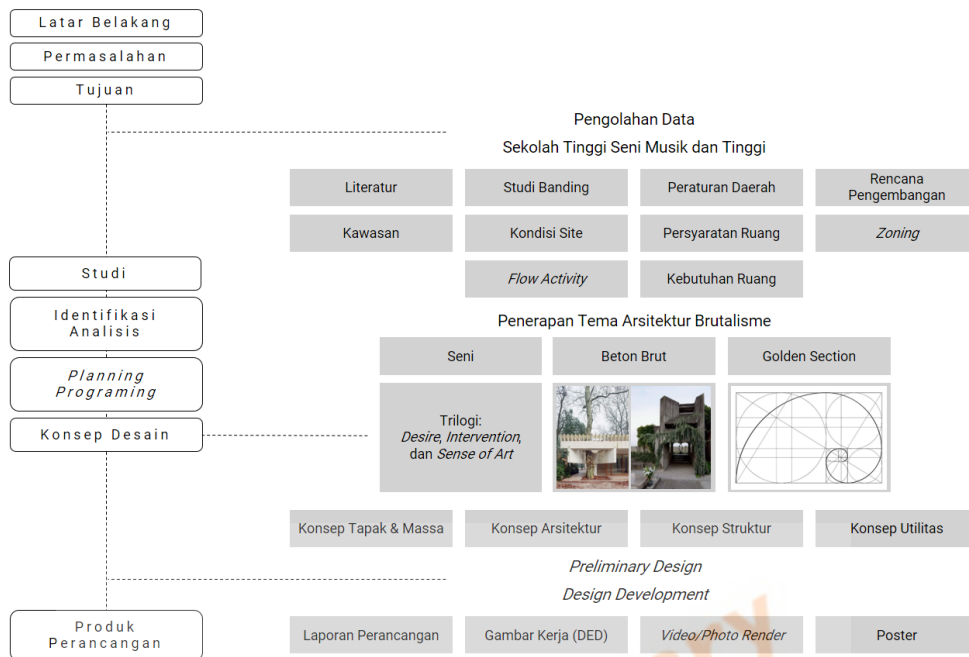 Latar Belakang
Permasalahan
Tujuan
Pengolahan Data
Sekolah Tinggi Seni Musik dan Tinggi
Literatur
Studi Banding
Peraturan Daerah
Rencana
Pengembangan
Kawasan
Kondisi Site
Persyaratan Ruang
Zoning
Flow Activity
Kebutuhan Ruang
Studi
Identifikasi
Analisis
Planning
Programing
Konsep Desain
Penerapan Tema Arsitektur Brutalisme
Seni
Beton Brut
Golden Section
Trilogi:
Desire, Intervention,
dan Sense of Art
Konsep Tapak & Massa
Konsep Arsitektur
Konsep Struktur
Konsep Utilitas
Preliminary Design
Design Development
Produk
Perancangan
Laporan Perancangan
Gambar Kerja (DED)
Video/Photo Render
Poster